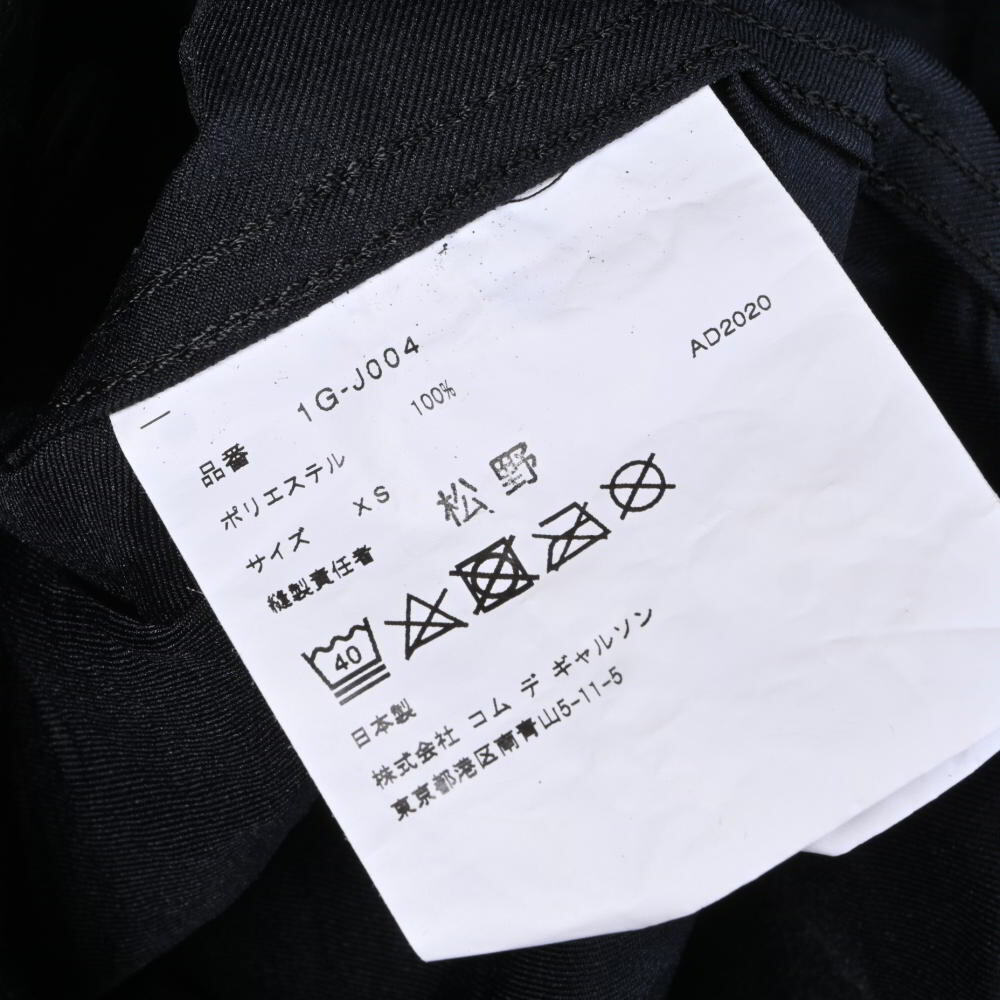 品番 1G-J004 AD2020
ポリエステル 100%
サイズ XS
縫製責任者 松野
40
日本製
株式会社 コム デ ギャルソン
東京都港区南青山5-11-5